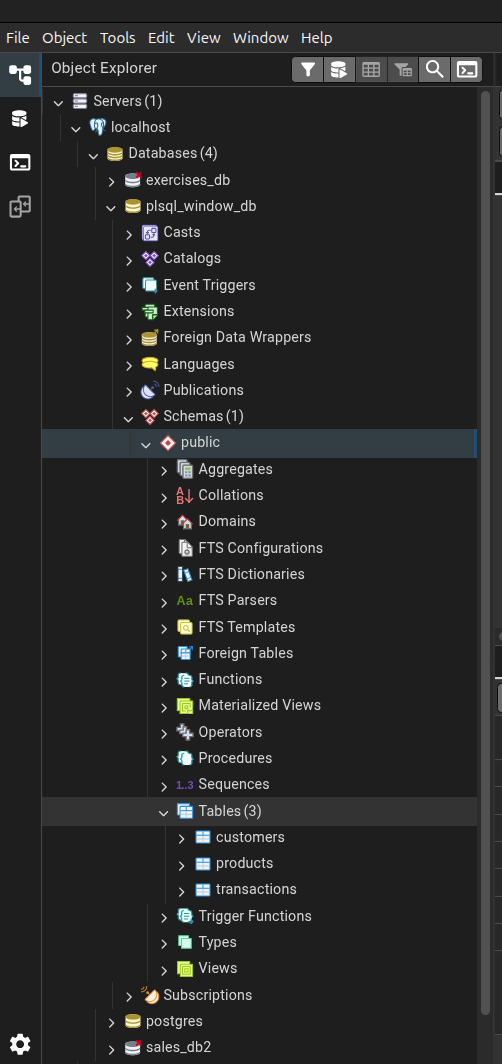 File Object Tools Edit View Window Help
Object Explorer
Servers (1)
localhost
Databases (4)
exercises_db
plsql_window_db
Casts
Catalogs
Event Triggers
Extensions
Foreign Data Wrappers
Languages
Publications
Schemas (1)
public
Aggregates
Collations
Domains
FTS Configurations
FTS Dictionaries
Aa FTS Parsers
FTS Templates
Foreign Tables
Functions
Materialized Views
Operators
Procedures
1..3 Sequences
Tables (3)
customers
products
transactions
Trigger Functions
Types
Views
Subscriptions
postgres
sales_db2